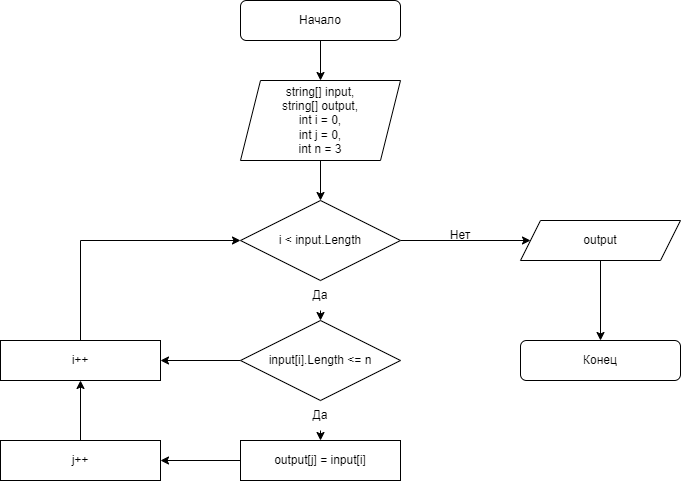 Начало
string[] input,
string[] output,
int i = 0,
int j = 0,
int n = 3
i < input.Length
Нет
output
Да
i++
input[i].Length <= n
Конец
Да
j++
output[j] = input[i]